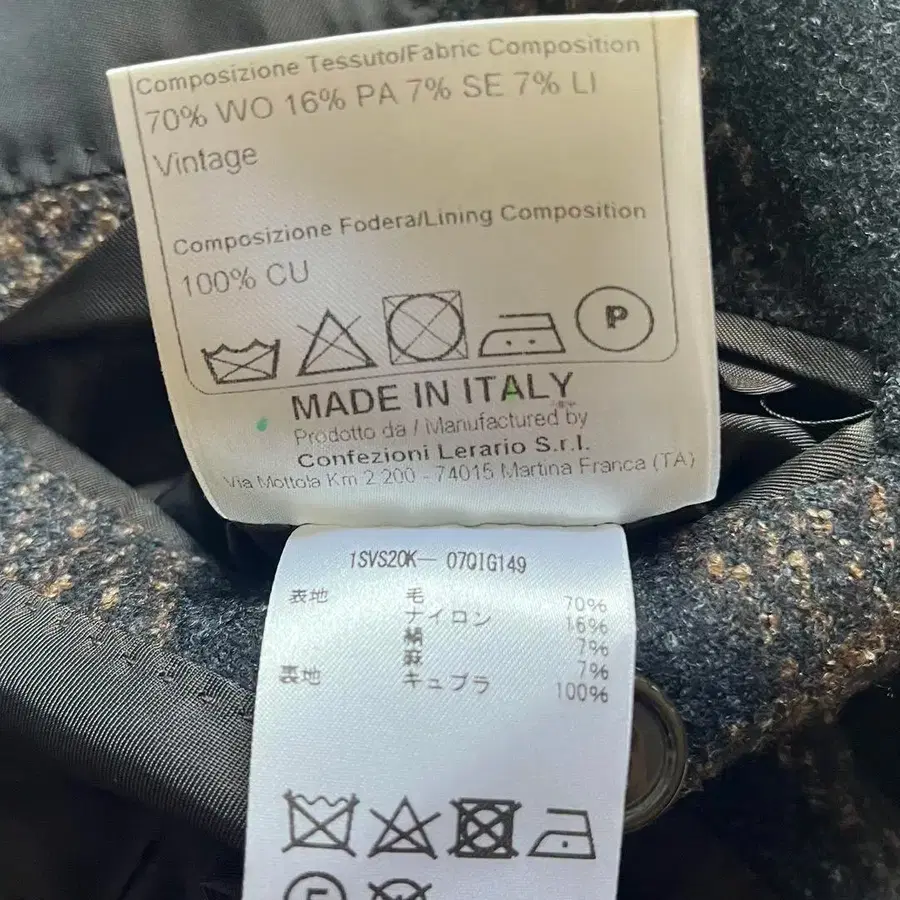 Composizione Tessuto/Fabric Composition
70% WO 16% PA 7% SE 7% LI
Vintage
Composizione Fodera/Lining Composition
100% CU
P
MADE IN ITALY
Prodotto da / Manufactured by
Confezioni Lerario S.r.l.
Via Mottola Km 2.200 - 74015 Martina Franca (TA)
1SVS20K— 07QIG149
表地 毛 70%
ナイロン 16%
絹 7%
麻 7%
裏地 キュプラ 100%